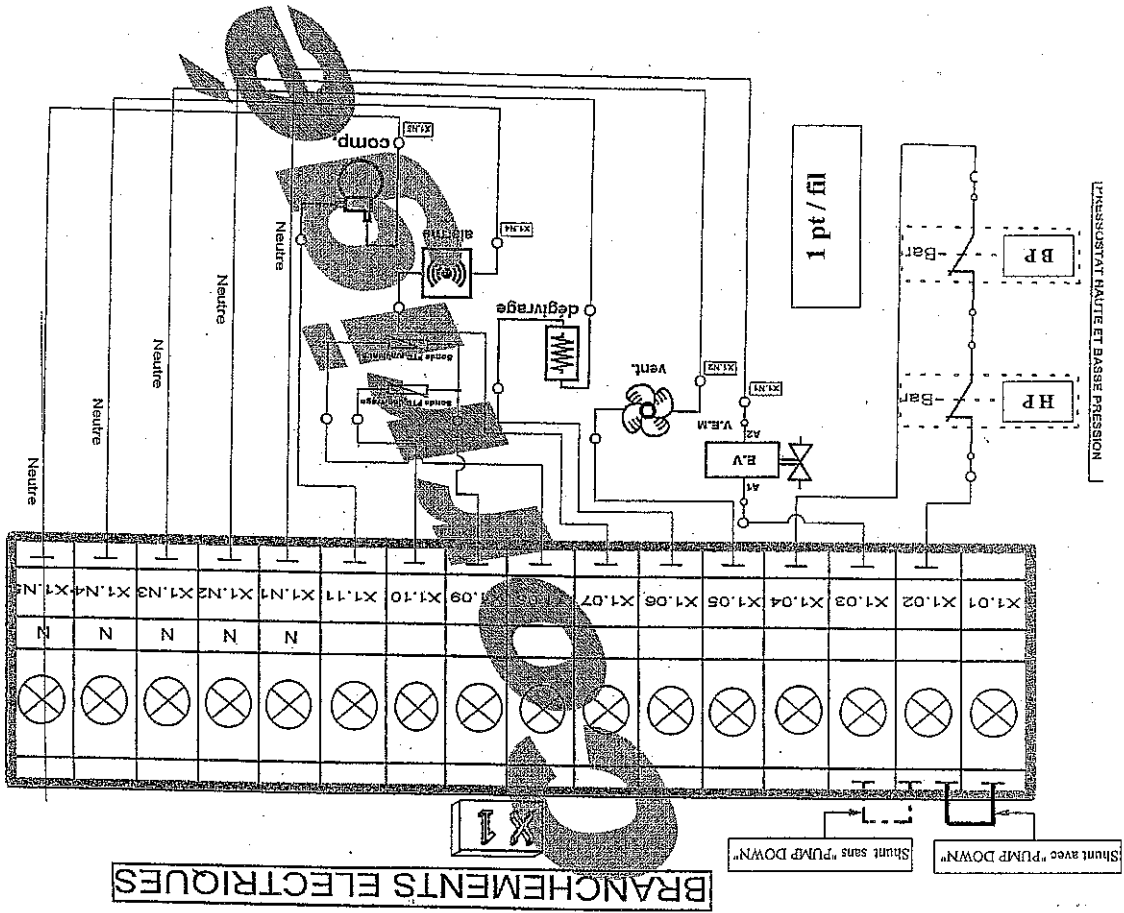 BRANCHEMENTS ELECTRIQUES
Shunt avec "PUMP DOWN"
Shunt sans "PUMP DOWN"
X 1
N N N N N
X1.01 X1.02 X1.03 X1.04 X1.05 X1.06 X1.07 X1.10 X1.11 X1.N1 X1.N2 X1.N3 X1.N4 X1.N5
Neutre
Neutre
Neutre
Neutre
Neutre
A1
E.V
A2
V.E.M
X1.N1
vent.
X1.N2
HP
Bar
BP
Bar
PRESSOSTAT HAUTE ET BASSE PRESSION
1 pt / fil
dégivrage
alarme
X1.N4
comp.
X1.N5
Corrigé